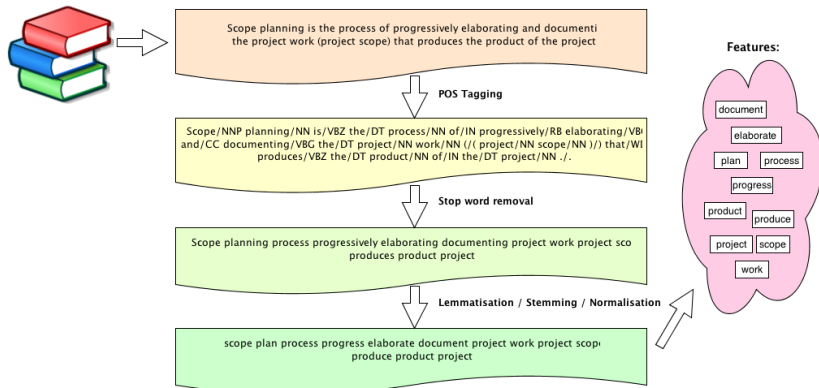 Scope planning is the process of progressively elaborating and documenti
the project work (project scope) that produces the product of the project
POS Tagging
Scope/NNP planning/NN is/VBZ the/DT process/NN of/IN progressively/RB elaborating/VB
and/CC documenting/VBG the/DT project/NN work/NN (/( project/NN scope/NN )/) that/W
produces/VBZ the/DT product/NN of/IN the/DT project/NN ./.
Stop word removal
Scope planning process progressively elaborating documenting project work project sco
produces product project
Lemmatisation / Stemming / Normalisation
scope plan process progress elaborate document project work project scope
produce product project
Features:
document
elaborate
plan
process
progress
product
produce
project
scope
work